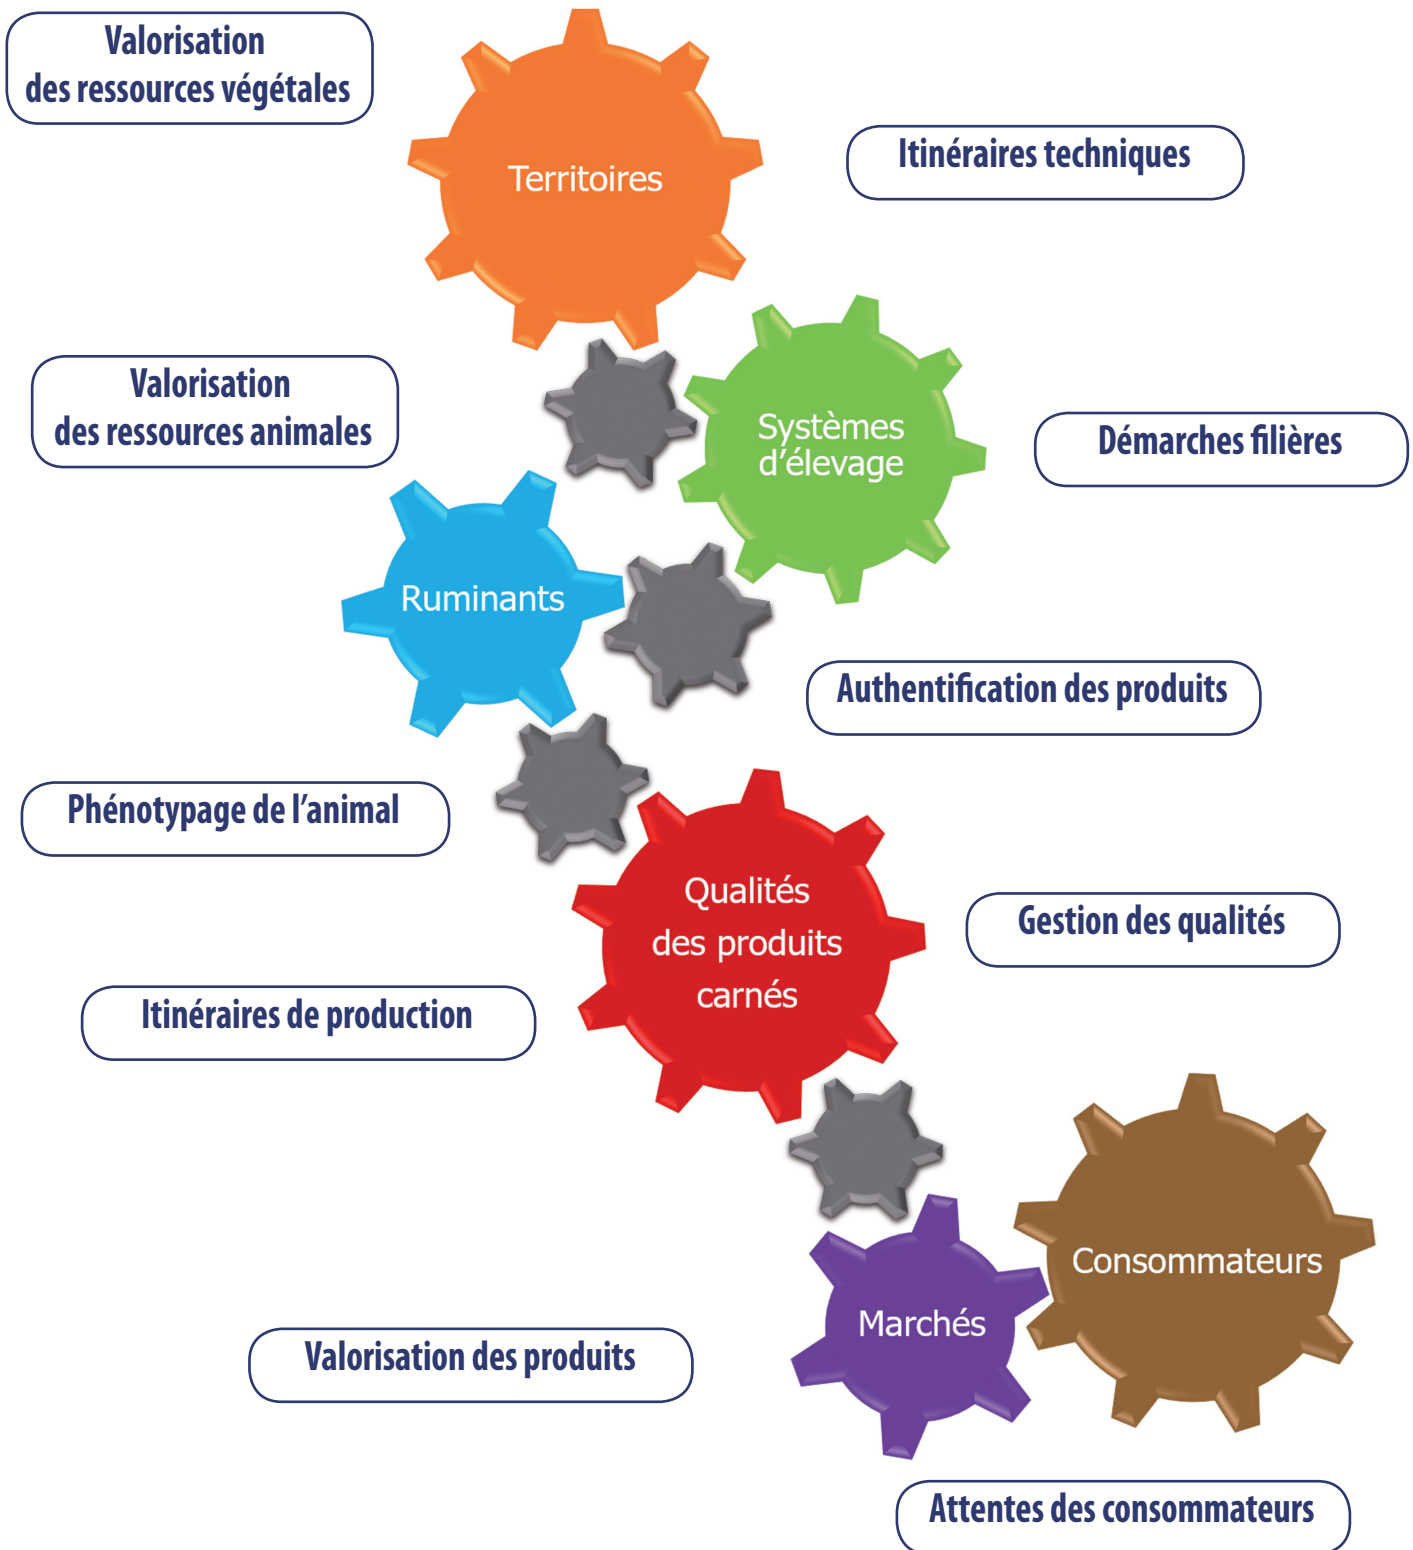 Valorisation
des ressources végétales
Territoires
Itinéraires techniques
Valorisation
des ressources animales
Systèmes
d'élevage
Démarches filières
Ruminants
Authentification des produits
Phénotypage de l'animal
Qualités
des produits
carnés
Gestion des qualités
Itinéraires de production
Consommateurs
Marchés
Valorisation des produits
Attentes des consommateurs